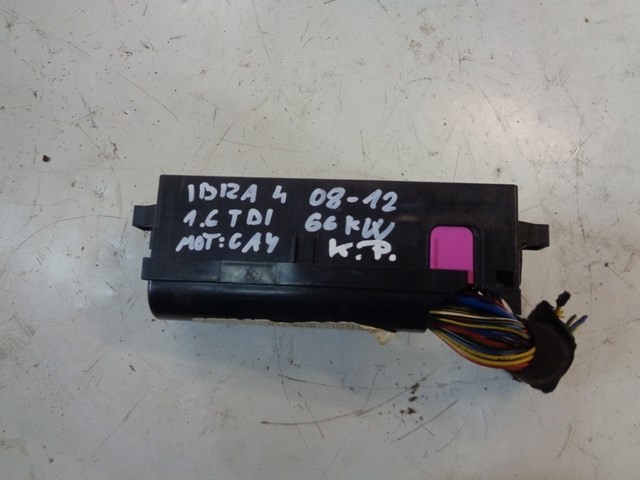 IBIZA 4 08-12
1.6 TDI 66 KW
MOT: CAY K.P.